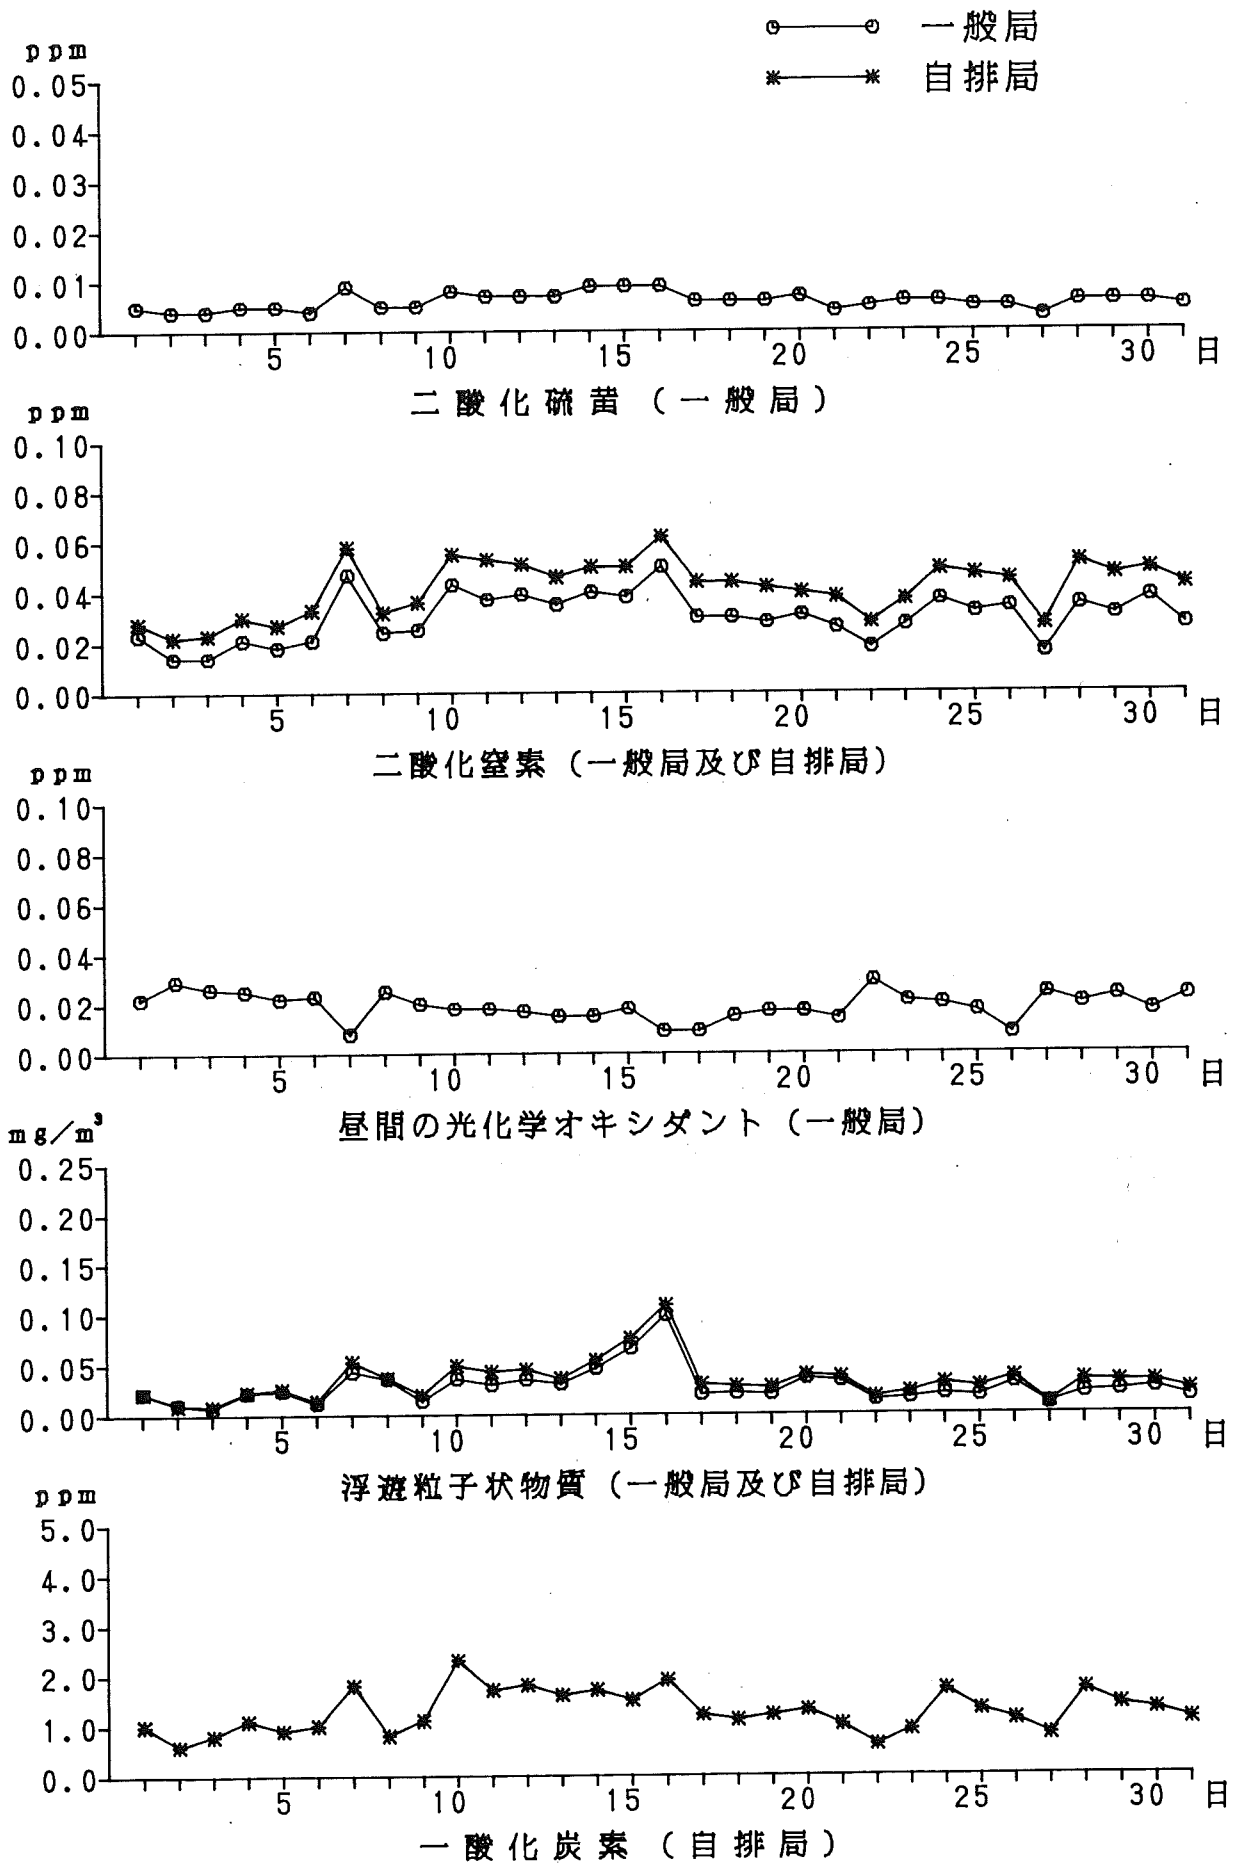 一般局
自排局
ppm
0.05
0.04
0.03
0.02
0.01
0.00
5 10 15 20 25 30 日
二酸化硫黄（一般局）
ppm
0.10
0.08
0.06
0.04
0.02
0.00
5 10 15 20 25 30 日
二酸化窒素（一般局及び自排局）
ppm
0.10
0.08
0.06
0.04
0.02
0.00
5 10 15 20 25 30 日
昼間の光化学オキシダント（一般局）
mg/m³
0.25
0.20
0.15
0.10
0.05
0.00
5 10 15 20 25 30 日
浮遊粒子状物質（一般局及び自排局）
ppm
5.0
4.0
3.0
2.0
1.0
0.0
5 10 15 20 25 30 日
一酸化炭素（自排局）